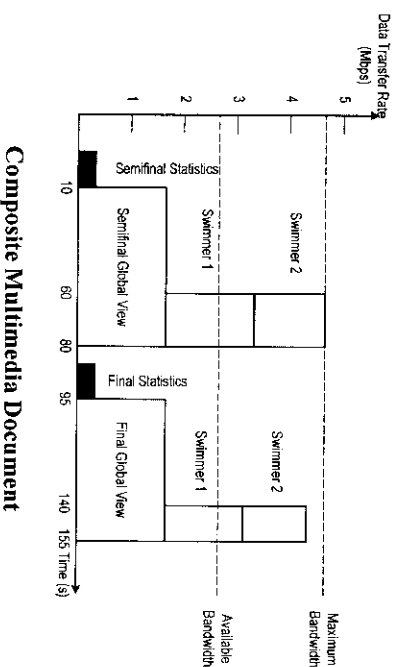 Data Transfer Rate
(Mbps)
5
4
3
2
1
Maximum
Bandwidth
Available
Bandwidth
Swimmer 2
Swimmer 1
Semifinal Statistics
Semifinal Global View
Swimmer 2
Swimmer 1
Final Statistics
Final Global View
10
60
80
95
140
155
Time (s)
Composite Multimedia Document